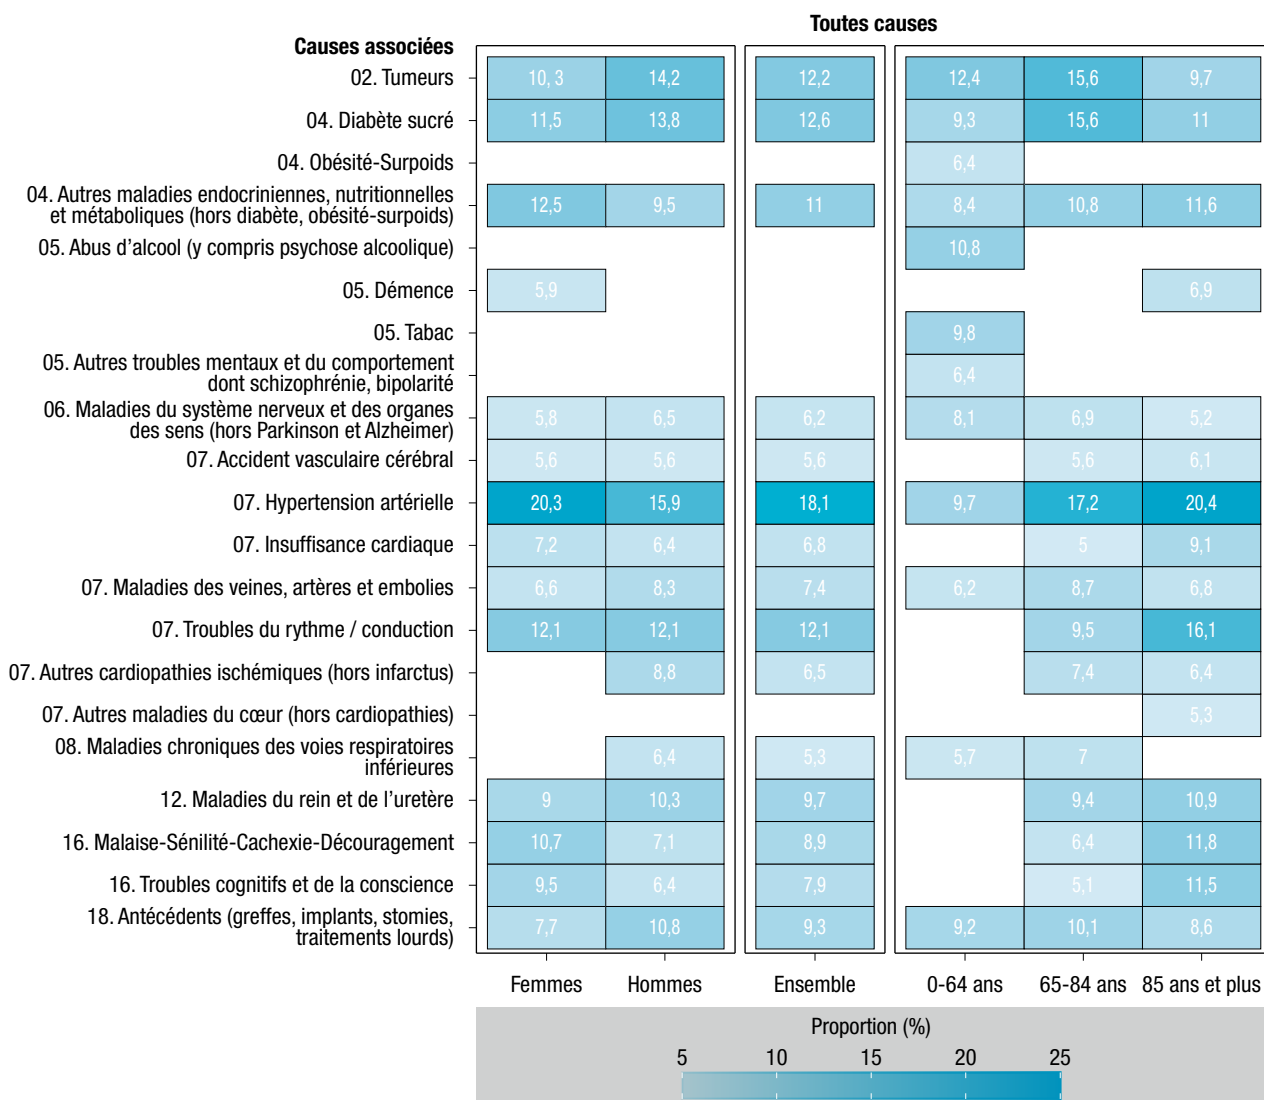 Toutes causes
Causes associées
02. Tumeurs 10, 3 14,2 12,2 12,4 15,6 9,7
04. Diabète sucré 11,5 13,8 12,6 9,3 15,6 11
04. Obésité-Surpoids 6,4
04. Autres maladies endocriniennes, nutritionnelles
et métaboliques (hors diabète, obésité-surpoids) 12,5 9,5 11 8,4 10,8 11,6
05. Abus d’alcool (y compris psychose alcoolique) 10,8
05. Démence 5,9 6,9
05. Tabac 9,8
05. Autres troubles mentaux et du comportement
dont schizophrénie, bipolarité 6,4
06. Maladies du système nerveux et des organes
des sens (hors Parkinson et Alzheimer) 5,8 6,5 6,2 8,1 6,9 5,2
07. Accident vasculaire cérébral 5,6 5,6 5,6 5,6 6,1
07. Hypertension artérielle 20,3 15,9 18,1 9,7 17,2 20,4
07. Insuffisance cardiaque 7,2 6,4 6,8 5 9,1
07. Maladies des veines, artères et embolies 6,6 8,3 7,4 6,2 8,7 6,8
07. Troubles du rythme / conduction 12,1 12,1 12,1 9,5 16,1
07. Autres cardiopathies ischémiques (hors infarctus) 8,8 6,5 7,4 6,4
07. Autres maladies du cœur (hors cardiopathies) 5,3
08. Maladies chroniques des voies respiratoires
inférieures 6,4 5,3 5,7 7
12. Maladies du rein et de l’uretère 9 10,3 9,7 9,4 10,9
16. Malaise-Sénilité-Cachexie-Découragement 10,7 7,1 8,9 6,4 11,8
16. Troubles cognitifs et de la conscience 9,5 6,4 7,9 5,1 11,5
18. Antécédents (greffes, implants, stomies,
traitements lourds) 7,7 10,8 9,3 9,2 10,1 8,6
Femmes Hommes Ensemble 0-64 ans 65-84 ans 85 ans et plus
Proportion (%)
5 10 15 20 25